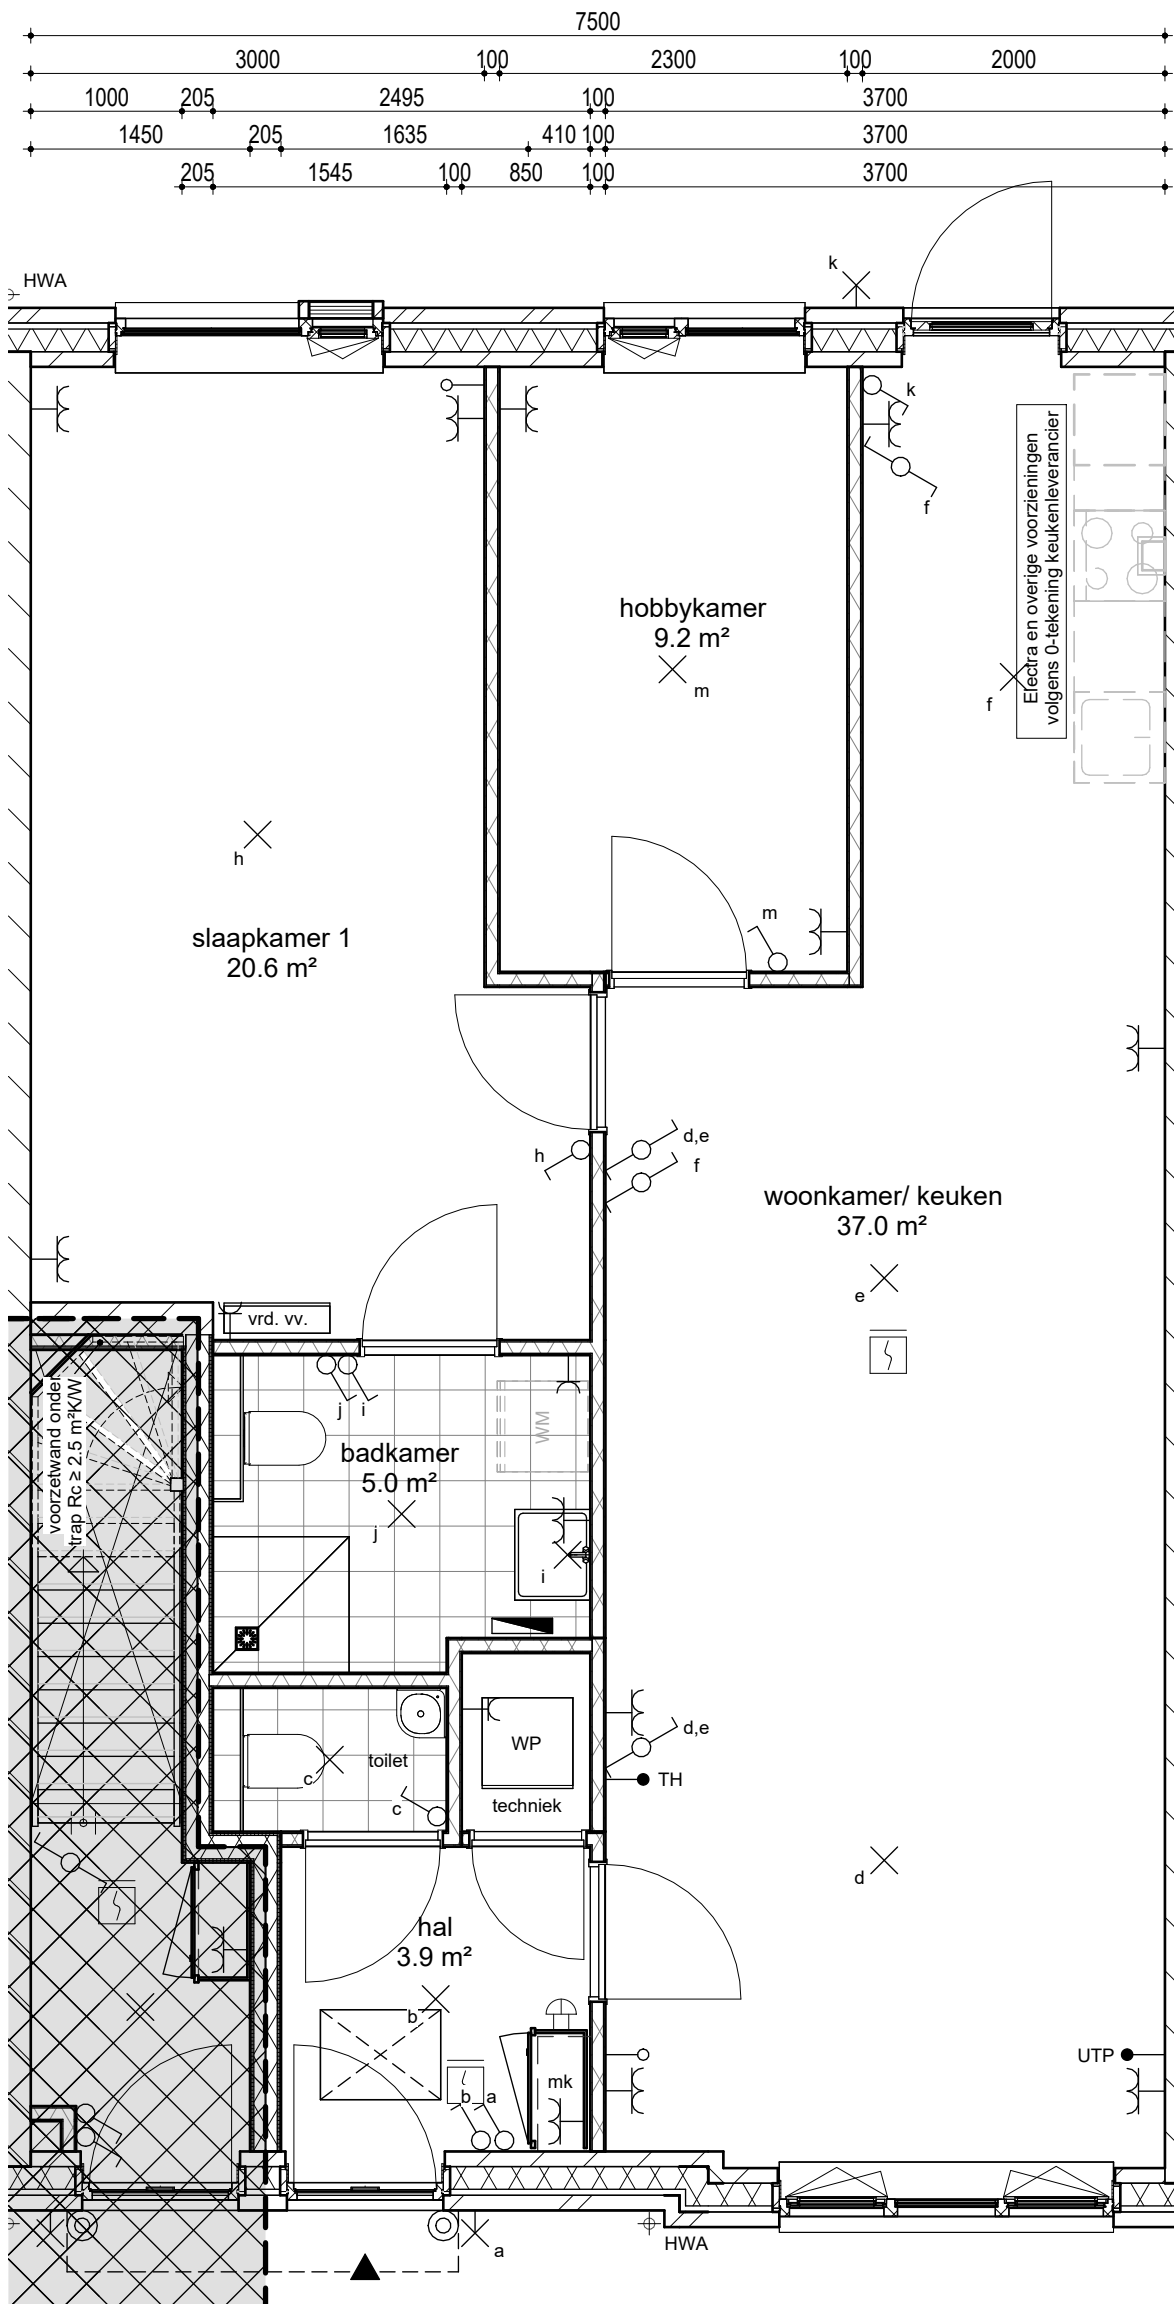 7500
3000 100 2300 100 2000
1000 205 2495 100 3700
1450 205 1635 410 100 3700
205 1545 100 850 100 3700
HWA
k
k
f
Electra en overige voorzieningen
volgens 0-tekening keukenleverancier
hobbykamer
9.2 m²
m
f
h
m
slaapkamer 1
20.6 m²
h
d,e
f
woonkamer/ keuken
37.0 m²
e
vrd. vv.
voorzetwand onder
trap Rc ≥ 2.5 m²K/W
j i
WM
badkamer
5.0 m²
j
i
WP
d,e
toilet
c
TH
c
techniek
d
hal
3.9 m²
b
UTP
mk
b a
HWA
a